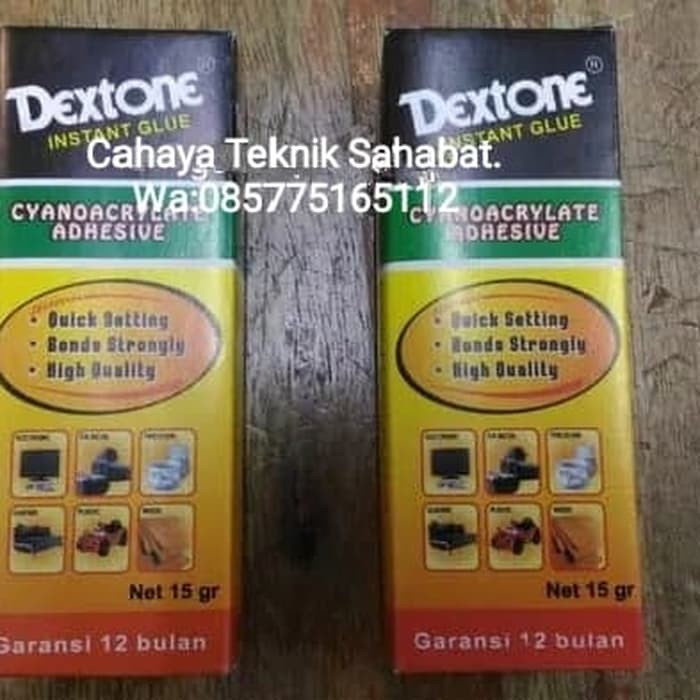 Dextone ®
INSTANT GLUE
CYANOACRYLATE
ADHESIVE
• Quick Setting
• Bonds Strongly
• High Quality
Net 15 gr
Garansi 12 bulan
Dextone ®
INSTANT GLUE
CYANOACRYLATE
ADHESIVE
• Quick Setting
• Bonds Strongly
• High Quality
Net 15 gr
Garansi 12 bulan
Cahaya Teknik Sahabat.
Wa:085775165112